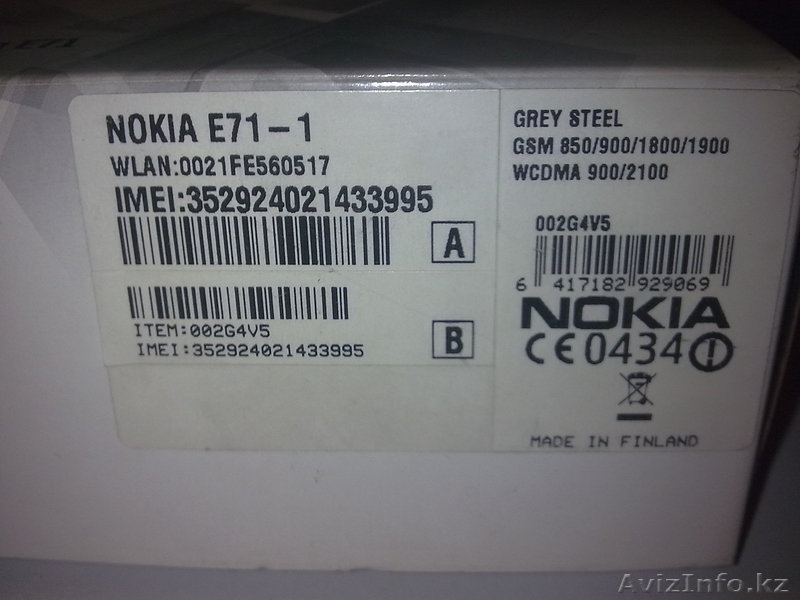 E71
NOKIA E71-1
WLAN:0021FE560517
IMEI:352924021433995
A
ITEM:002G4V5
IMEI:352924021433995
B
GREY STEEL
GSM 850/900/1800/1900
WCDMA 900/2100
002G4V5
6 417182 929069
NOKIA
CE0434
MADE IN FINLAND
AvizInfo.kz